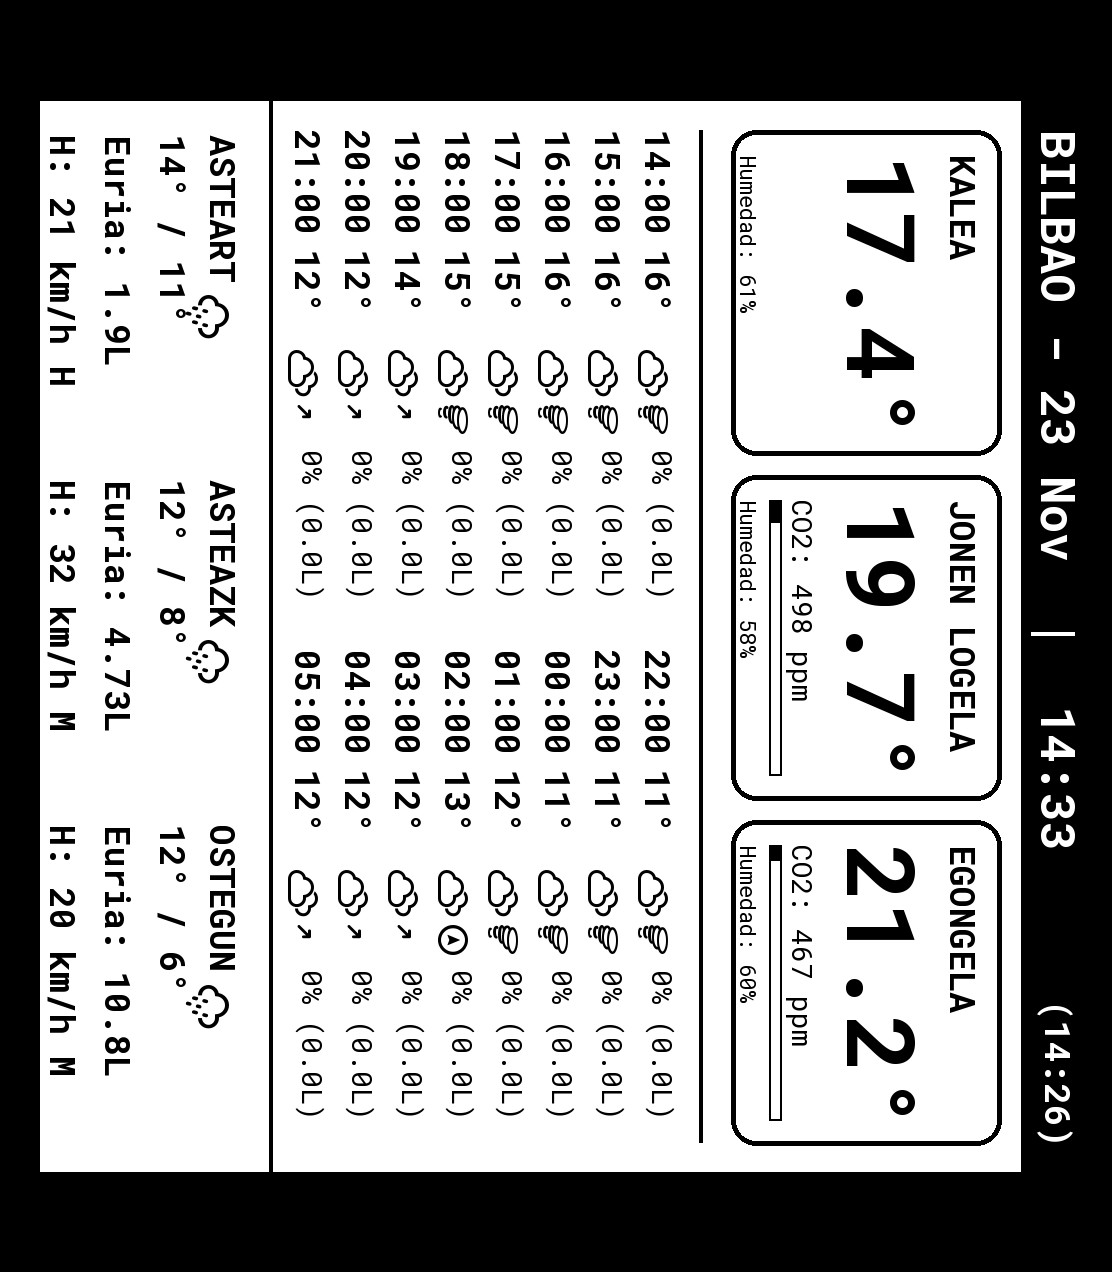 BILBAO - 23 Nov | 14:33 (14:26)
KALEA
17.4°
Humedad: 61%
JONEN LOGELA
19.7°
CO2: 498 ppm
Humedad: 58%
EGONGELA
21.2°
CO2: 467 ppm
Humedad: 60%
14:00 16° 0% (0.0L)
15:00 16° 0% (0.0L)
16:00 16° 0% (0.0L)
17:00 15° 0% (0.0L)
18:00 15° 0% (0.0L)
19:00 14° 0% (0.0L)
20:00 12° 0% (0.0L)
21:00 12° 0% (0.0L)
22:00 11° 0% (0.0L)
23:00 11° 0% (0.0L)
00:00 11° 0% (0.0L)
01:00 12° 0% (0.0L)
02:00 13° 0% (0.0L)
03:00 12° 0% (0.0L)
04:00 12° 0% (0.0L)
05:00 12° 0% (0.0L)
ASTEART
14° / 11°
Euria: 1.9L
H: 21 km/h H
ASTEAZK
12° / 8°
Euria: 4.73L
H: 32 km/h M
OSTEGUN
12° / 6°
Euria: 10.8L
H: 20 km/h M